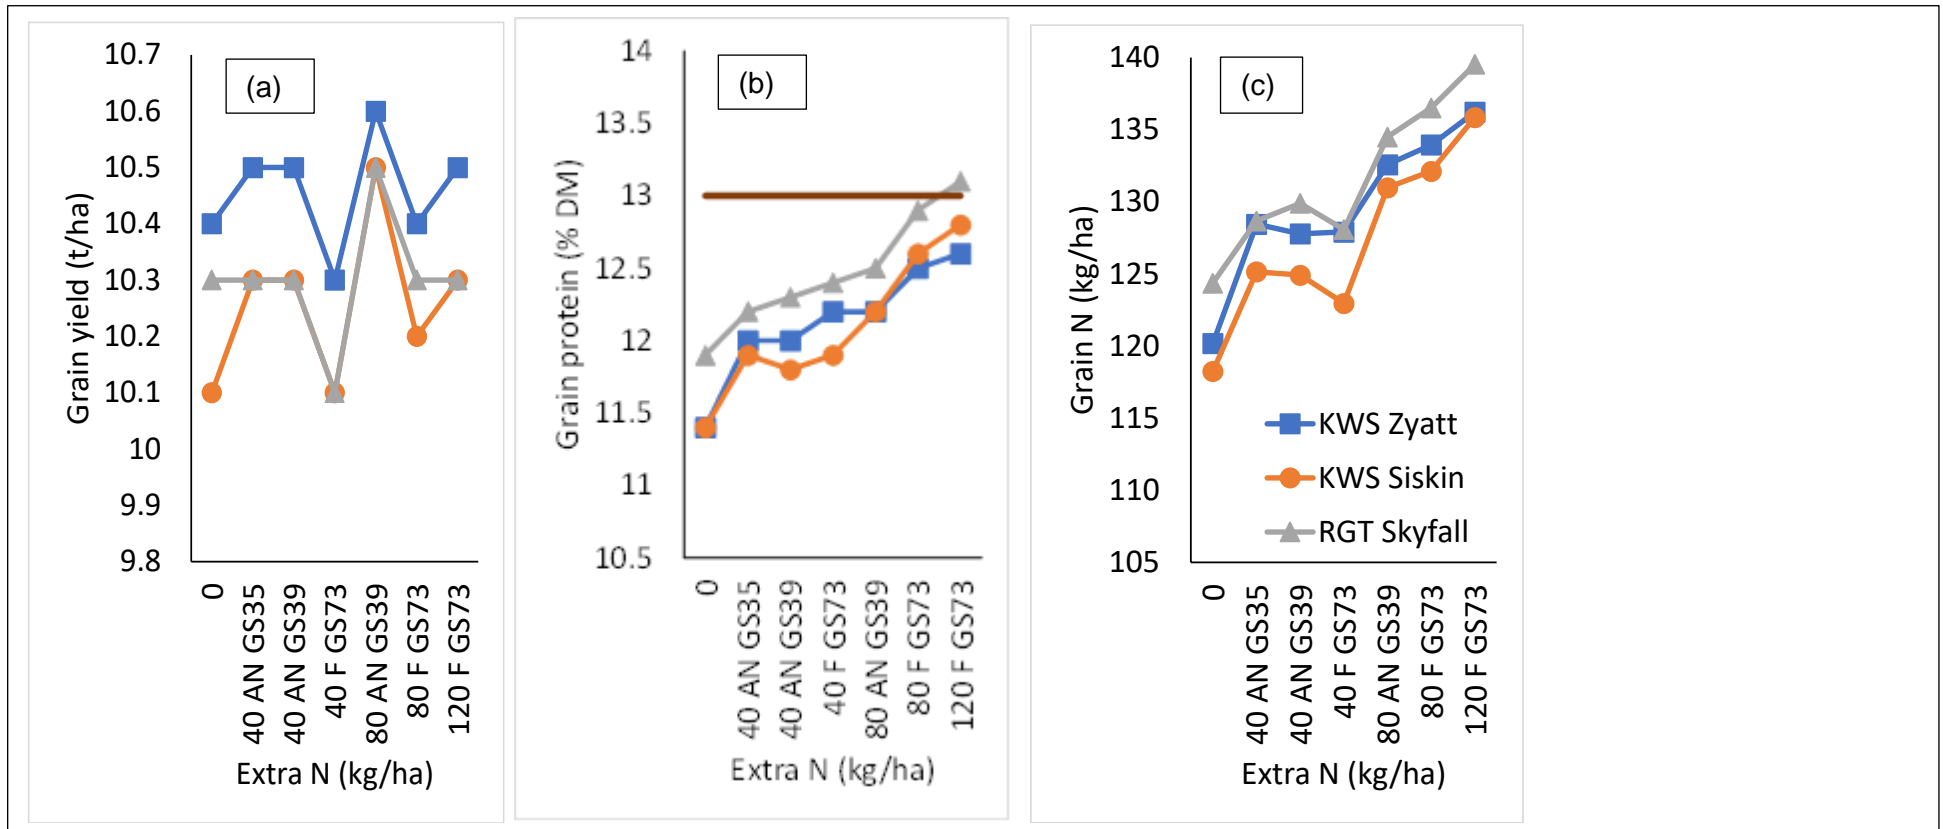 (a)
Grain yield (t/ha)
10.7
10.6
10.5
10.4
10.3
10.2
10.1
10
9.9
9.8
0
40 AN GS35
40 AN GS39
40 F GS73
80 AN GS39
80 F GS73
120 F GS73
Extra N (kg/ha)
(b)
Grain protein (% DM)
14
13.5
13
12.5
12
11.5
11
10.5
0
40 AN GS35
40 AN GS39
40 F GS73
80 AN GS39
80 F GS73
120 F GS73
Extra N (kg/ha)
(c)
Grain N (kg/ha)
140
135
130
125
120
115
110
105
KWS Zyatt
KWS Siskin
RGT Skyfall
0
40 AN GS35
40 AN GS39
40 F GS73
80 AN GS39
80 F GS73
120 F GS73
Extra N (kg/ha)